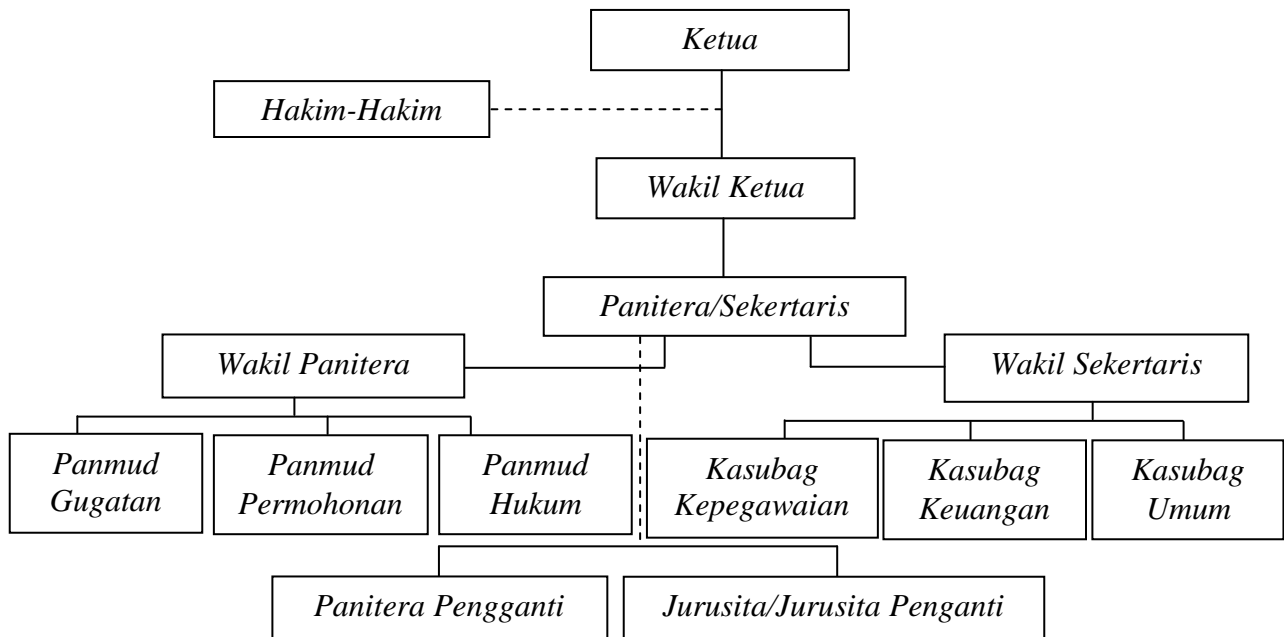 Ketua
Hakim-Hakim
Wakil Ketua
Panitera/Sekertaris
Wakil Panitera
Wakil Sekertaris
Panmud
Gugatan
Panmud
Permohonan
Panmud
Hukum
Kasubag
Kepegawaian
Kasubag
Keuangan
Kasubag
Umum
Panitera Pengganti
Jurusita/Jurusita Penganti